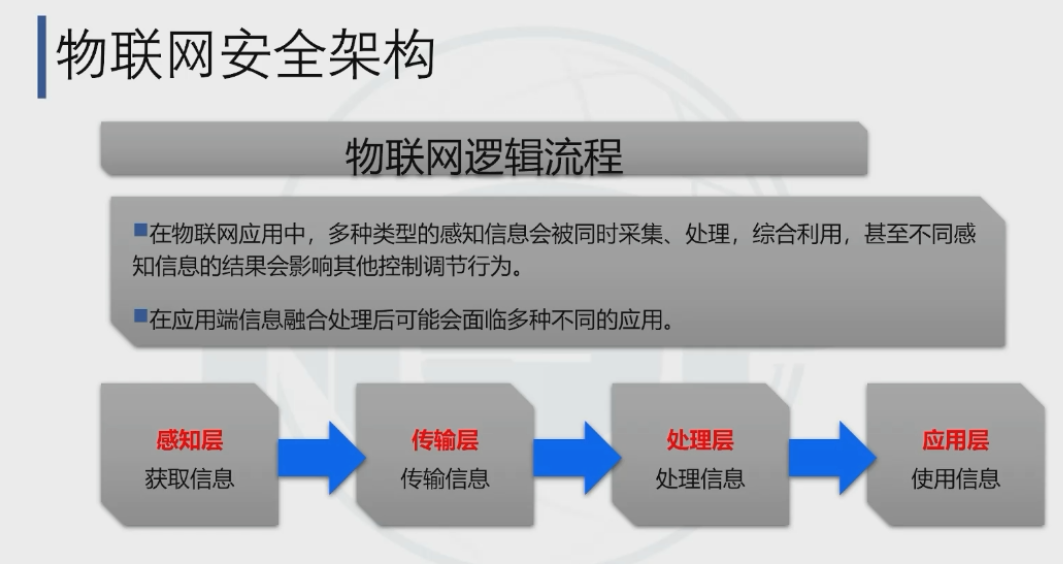 物联网安全架构
物联网逻辑流程
■在物联网应用中，多种类型的感知信息会被同时采集、处理，综合利用，甚至不同感
知信息的结果会影响其他控制调节行为。
■在应用端信息融合处理后可能会面临多种不同的应用。
感知层
获取信息
传输层
传输信息
处理层
处理信息
应用层
使用信息